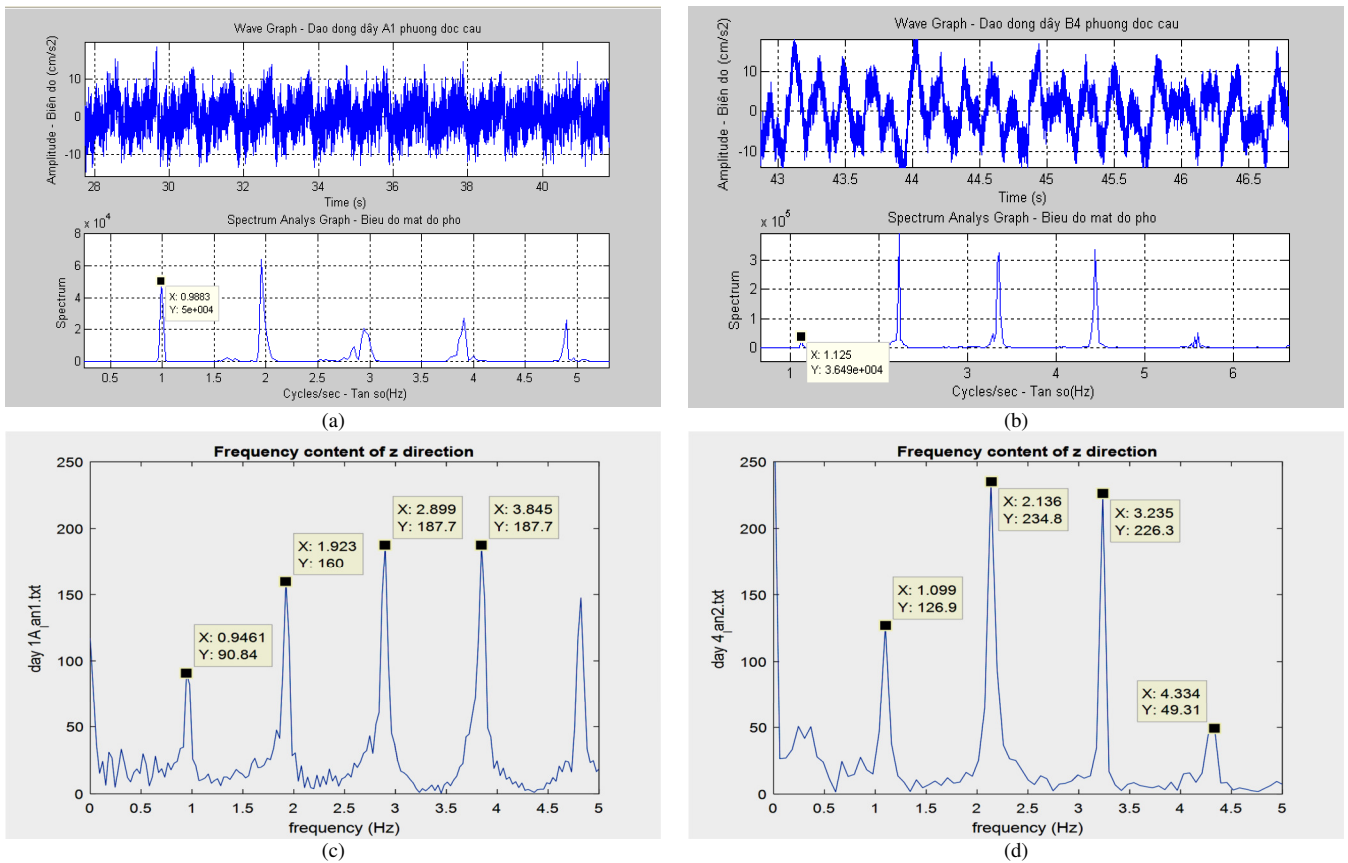 Wave Graph - Dao dong dây A1 phuong doc cau
Amplitude - Biên do (cm/s2)
10
0
-10
28
30
32
34
36
38
40
Time (s)
Spectrum Analys Graph - Bieu do mat do pho
x 10^4
Spectrum
8
6
4
2
0
X: 0.9883
Y: 5e+004
0.5
1
1.5
2
2.5
3
3.5
4
4.5
5
Cycles/sec - Tan so(Hz)
(a)
Wave Graph - Dao dong dây B4 phuong doc cau
Amplitude - Biên do (cm/s2)
10
0
-10
43
43.5
44
44.5
45
45.5
46
46.5
Time (s)
Spectrum Analys Graph - Bieu do mat do pho
x 10^5
Spectrum
3
2
1
0
X: 1.125
Y: 3.649e+004
1
3
4
5
6
Cycles/sec - Tan so(Hz)
(b)
Frequency content of z direction
day 1A_lan1.txt
250
200
150
100
50
0
X: 0.9461
Y: 90.84
X: 1.923
Y: 160
X: 2.899
Y: 187.7
X: 3.845
Y: 187.7
0
0.5
1
1.5
2
2.5
3
3.5
4
4.5
5
frequency (Hz)
(c)
Frequency content of z direction
day 4_lan2.txt
250
200
150
100
50
0
X: 1.099
Y: 126.9
X: 2.136
Y: 234.8
X: 3.235
Y: 226.3
X: 4.334
Y: 49.31
0
0.5
1
1.5
2
2.5
3
3.5
4
4.5
5
frequency (Hz)
(d)